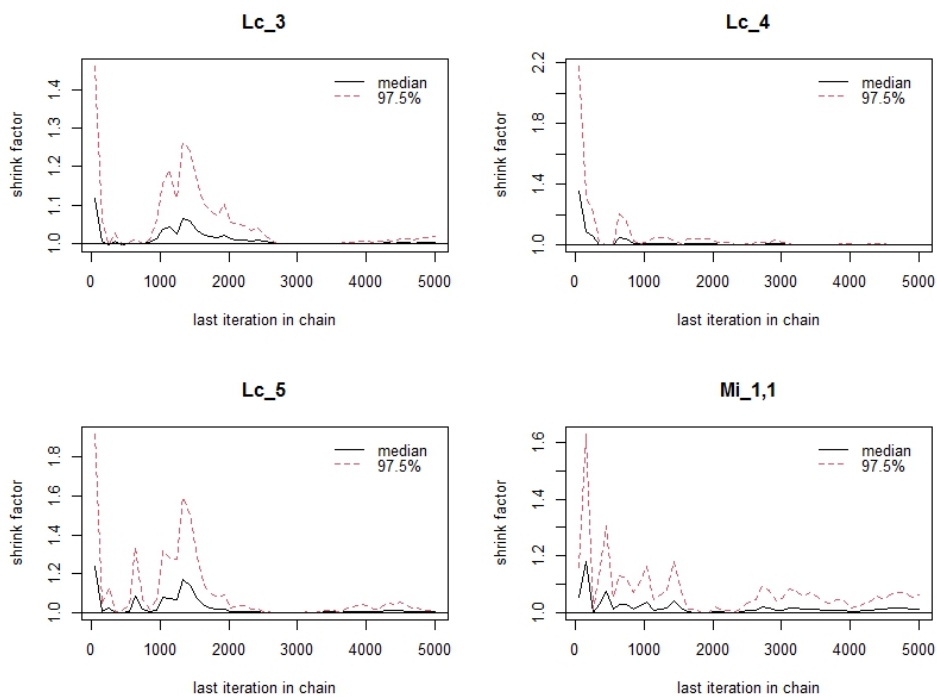 Lc_3
shrink factor
1.0 1.1 1.2 1.3 1.4
median
97.5%
0 1000 2000 3000 4000 5000
last iteration in chain
Lc_4
shrink factor
1.0 1.4 1.8 2.2
median
97.5%
0 1000 2000 3000 4000 5000
last iteration in chain
Lc_5
shrink factor
1.0 1.2 1.4 1.6 1.8
median
97.5%
0 1000 2000 3000 4000 5000
last iteration in chain
Mi_1,1
shrink factor
1.0 1.2 1.4 1.6
median
97.5%
0 1000 2000 3000 4000 5000
last iteration in chain